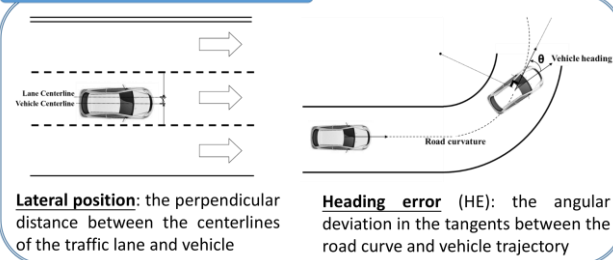 Lane Centerline
Vehicle Centerline
θ Vehicle heading
Road curvature
Lateral position: the perpendicular
distance between the centerlines
of the traffic lane and vehicle
Heading error (HE): the angular
deviation in the tangents between the
road curve and vehicle trajectory